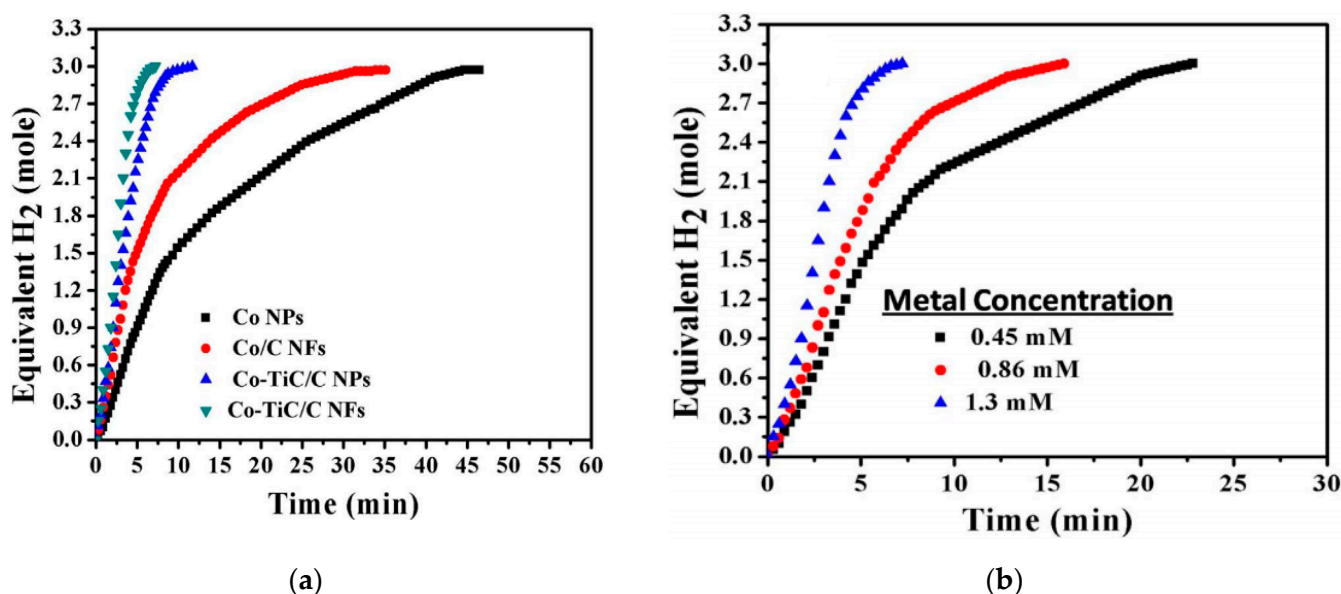 3.3
3.0
2.7
2.4
2.1
1.8
1.5
1.2
0.9
0.6
0.3
0.0
Equivalent H2 (mole)
Co NPs
Co/C NFs
Co-TiC/C NPs
Co-TiC/C NFs
0 5 10 15 20 25 30 35 40 45 50 55 60
Time (min)
(a)
3.3
3.0
2.7
2.4
2.1
1.8
1.5
1.2
0.9
0.6
0.3
0.0
Equivalent H2 (mole)
Metal Concentration
0.45 mM
0.86 mM
1.3 mM
0 5 10 15 20 25 30
Time (min)
(b)